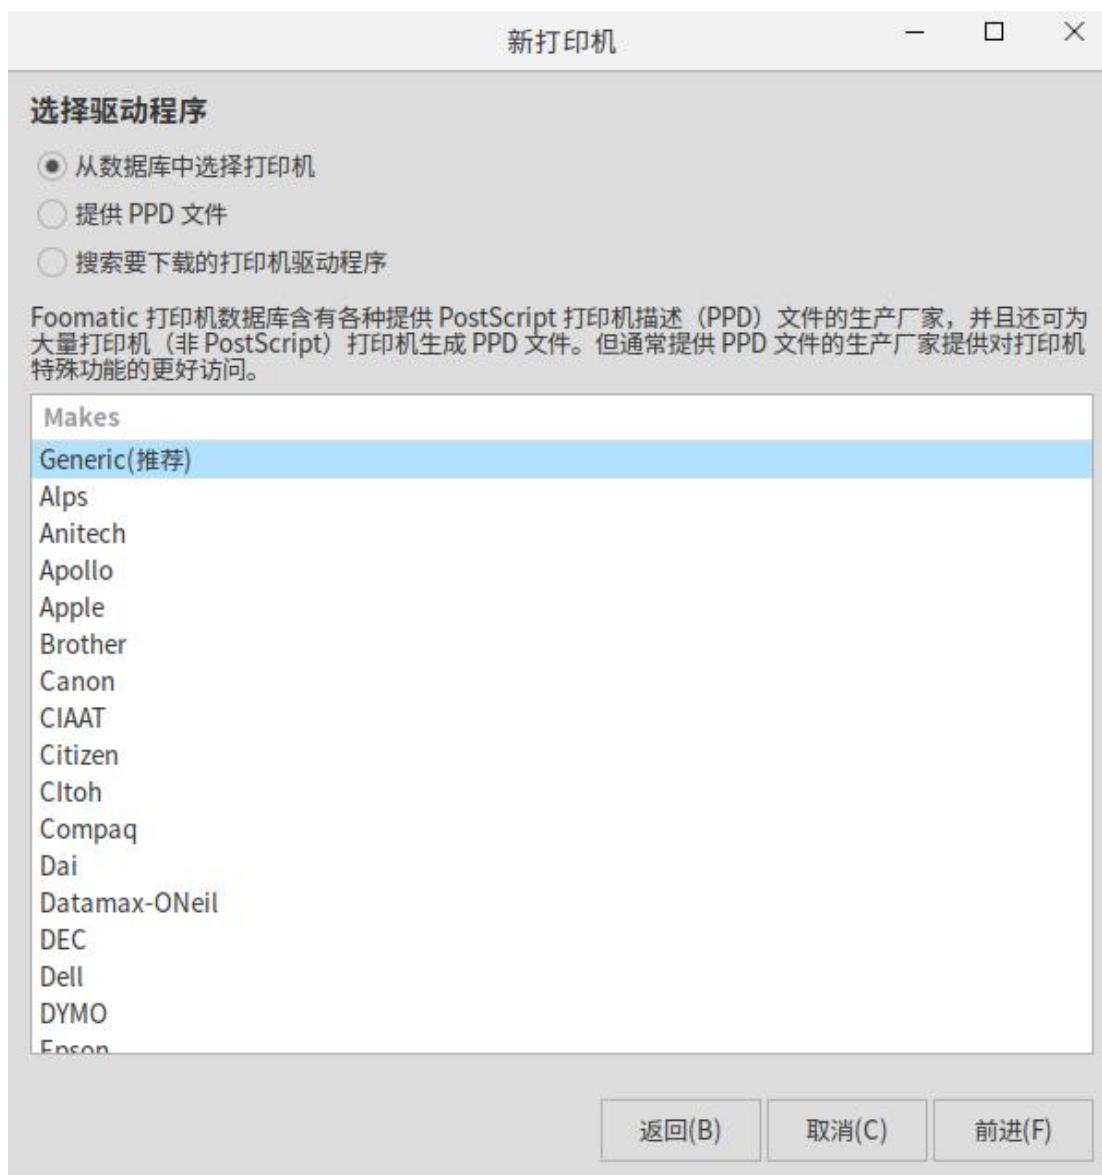 新打印机
选择驱动程序
从数据库中选择打印机
提供 PPD 文件
搜索要下载的打印机驱动程序
Foomatic 打印机数据库含有各种提供 PostScript 打印机描述（PPD）文件的生产厂家，并且还可为
大量打印机（非 PostScript）打印机生成 PPD 文件。但通常提供 PPD 文件的生产厂家提供对打印机
特殊功能的更好访问。
Makes
Generic(推荐)
Alps
Anitech
Apollo
Apple
Brother
Canon
CIAAT
Citizen
CItoh
Compaq
Dai
Datamax-ONeil
DEC
Dell
DYMO
Epson
返回(B) 取消(C) 前进(F)